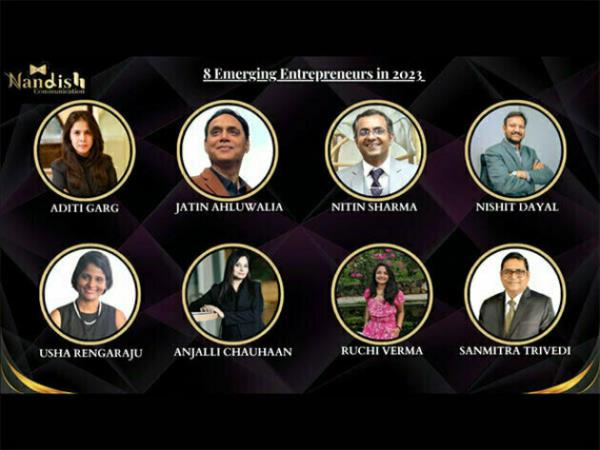 Nandish
Communication
8 Emerging Entrepreneurs in 2023
ADITI GARG
JATIN AHLUWALIA
NITIN SHARMA
NISHIT DAYAL
USHA RENGARAJU
ANJALLI CHAUHAAN
RUCHI VERMA
SANMITRA TRIVEDI